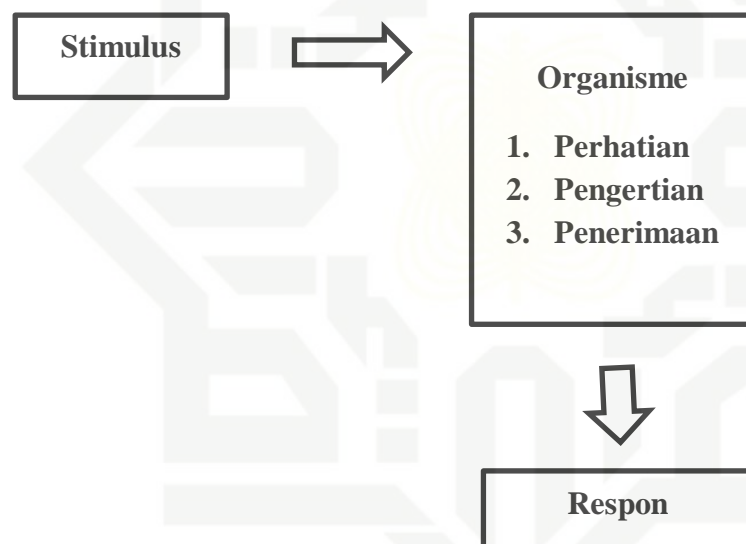 Stimulus
Organisme
1. Perhatian
2. Pengertian
3. Penerimaan
Respon